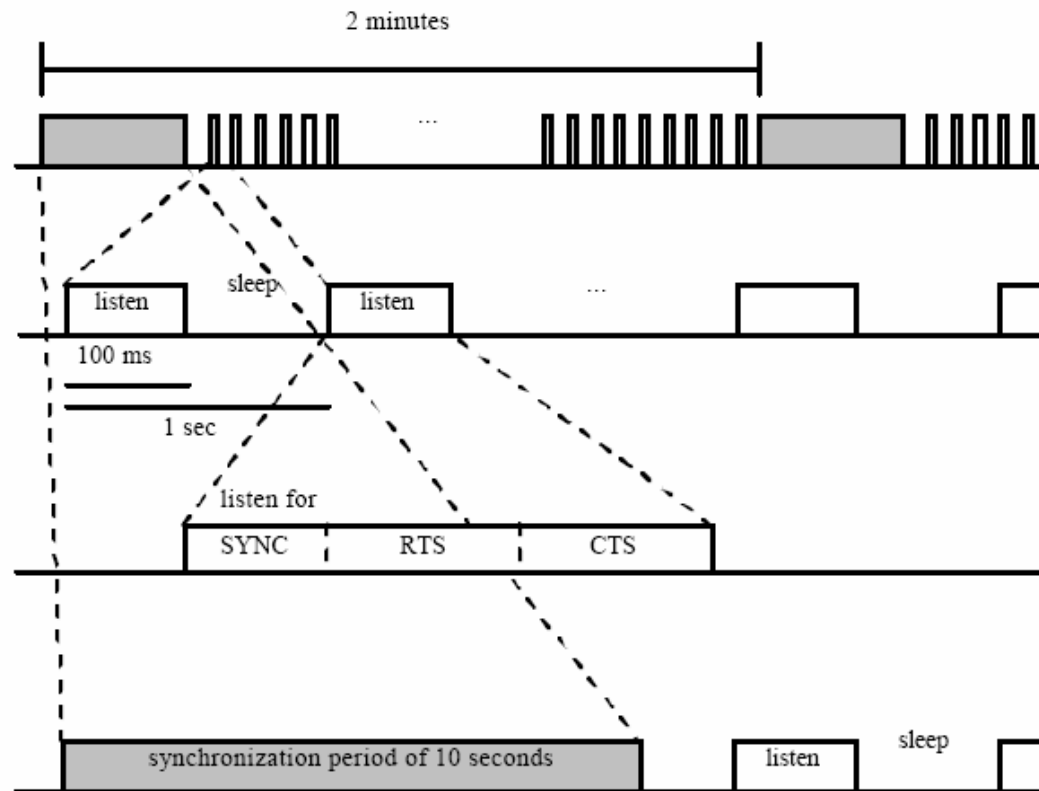 2 minutes
...
sleep
listen
listen
...
100 ms
1 sec
listen for
SYNC
RTS
CTS
synchronization period of 10 seconds
listen
sleep